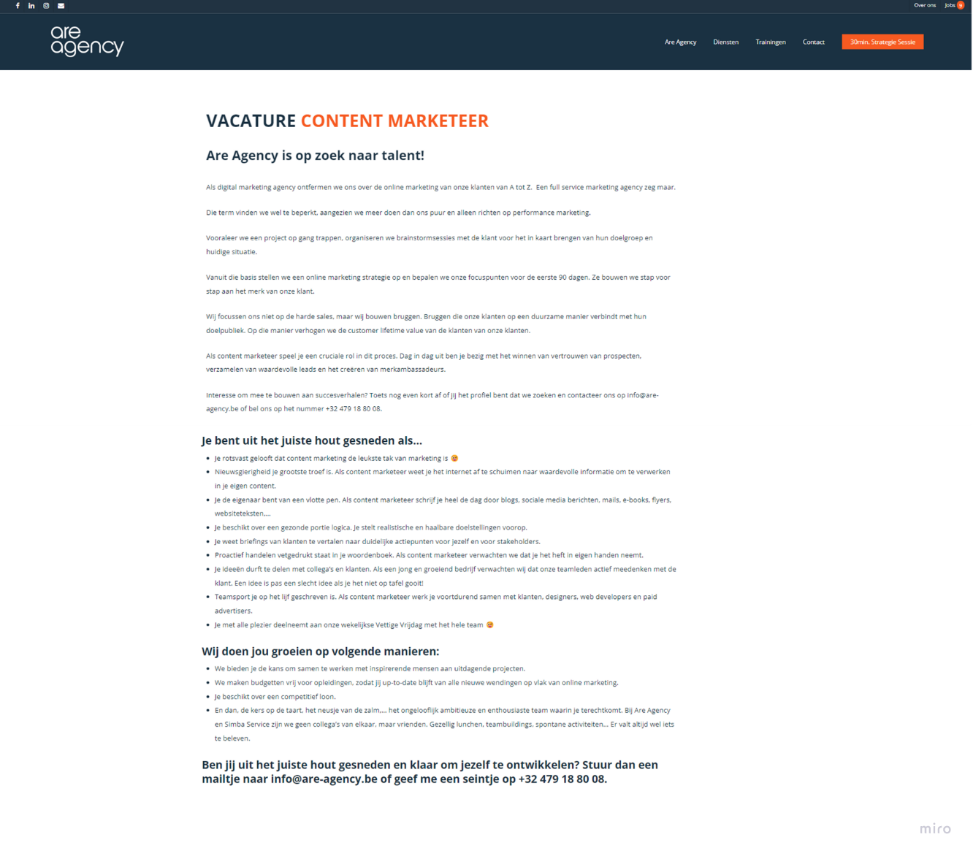 Over ons Jobs
are
agency
Are Agency Diensten Trainingen Contact 30min. Strategie Sessie
VACATURE CONTENT MARKETEER
Are Agency is op zoek naar talent!
Als digital marketing agency ontfermen we ons over de online marketing van onze klanten van A tot Z. Een full service marketing agency zeg maar.
Die term vinden we wel te beperkt, aangezien we meer doen dan ons puur en alleen richten op performance marketing.
Vooraleer we een project op gang trappen, organiseren we brainstormsessies met de klant voor het in kaart brengen van hun doelgroep en
huidige situatie.
Vanuit die basis stellen we een online marketing strategie op en bepalen we onze focuspunten voor de eerste 90 dagen. Ze bouwen we stap voor
stap aan het merk van onze klant.
Wij focussen ons niet op de harde sales, maar wij bouwen bruggen. Bruggen die onze klanten op een duurzame manier verbindt met hun
doelpubliek. Op die manier verhogen we de customer lifetime value van de klanten van onze klanten.
Als content marketeer speel je een cruciale rol in dit proces. Dag in dag uit ben je bezig met het winnen van vertrouwen van prospecten,
verzamelen van waardevolle leads en het creëren van merkambassadeurs.
Interesse om mee te bouwen aan succesverhalen? Toets nog even kort af of jij het profiel bent dat we zoeken en contacteer ons op info@are-
agency.be of bel ons op het nummer +32 479 18 80 08.
Je bent uit het juiste hout gesneden als...
• Je rotsvast gelooft dat content marketing de leukste tak van marketing is 😉
• Nieuwsgierigheid je grootste troef is. Als content marketeer weet je het internet af te schuimen naar waardevolle informatie om te verwerken
in je eigen content.
• Je de eigenaar bent van een vlotte pen. Als content marketeer schrijf je heel de dag door blogs, sociale media berichten, mails, e-books, flyers,
websiteteksten....
• Je beschikt over een gezonde portie logica. Je stelt realistische en haalbare doelstellingen voorop.
• Je weet briefings van klanten te vertalen naar duidelijke actiepunten voor jezelf en voor stakeholders.
• Proactief handelen vetgedrukt staat in je woordenboek. Als content marketeer verwachten we dat je het heft in eigen handen neemt.
• Je ideeën durft te delen met collega's en klanten. Als een jong en groeiend bedrijf verwachten wij dat onze teamleden actief meedenken met de
klant. Een idee is pas een slecht idee als je het niet op tafel gooit!
• Teamsport je op het lijf geschreven is. Als content marketeer werk je voortdurend samen met klanten, designers, web developers en paid
advertisers.
• Je met alle plezier deelneemt aan onze wekelijkse Vettige Vrijdag met het hele team 😉
Wij doen jou groeien op volgende manieren:
• We bieden je de kans om samen te werken met inspirerende mensen aan uitdagende projecten.
• We maken budgetten vrij voor opleidingen, zodat jij up-to-date blijft van alle nieuwe wendingen op vlak van online marketing.
• Je beschikt over een competitief loon.
• En dan, de kers op de taart, het neusje van de zalm,... het ongelooflijk ambitieuze en enthousiaste team waarin je terechtkomt. Bij Are Agency
en Simba Service zijn we geen collega's van elkaar, maar vrienden. Gezellig lunchen, teambuildings, spontane activiteiten... Er valt altijd wel iets
te beleven.
Ben jij uit het juiste hout gesneden en klaar om jezelf te ontwikkelen? Stuur dan een
mailtje naar info@are-agency.be of geef me een seintje op +32 479 18 80 08.
miro